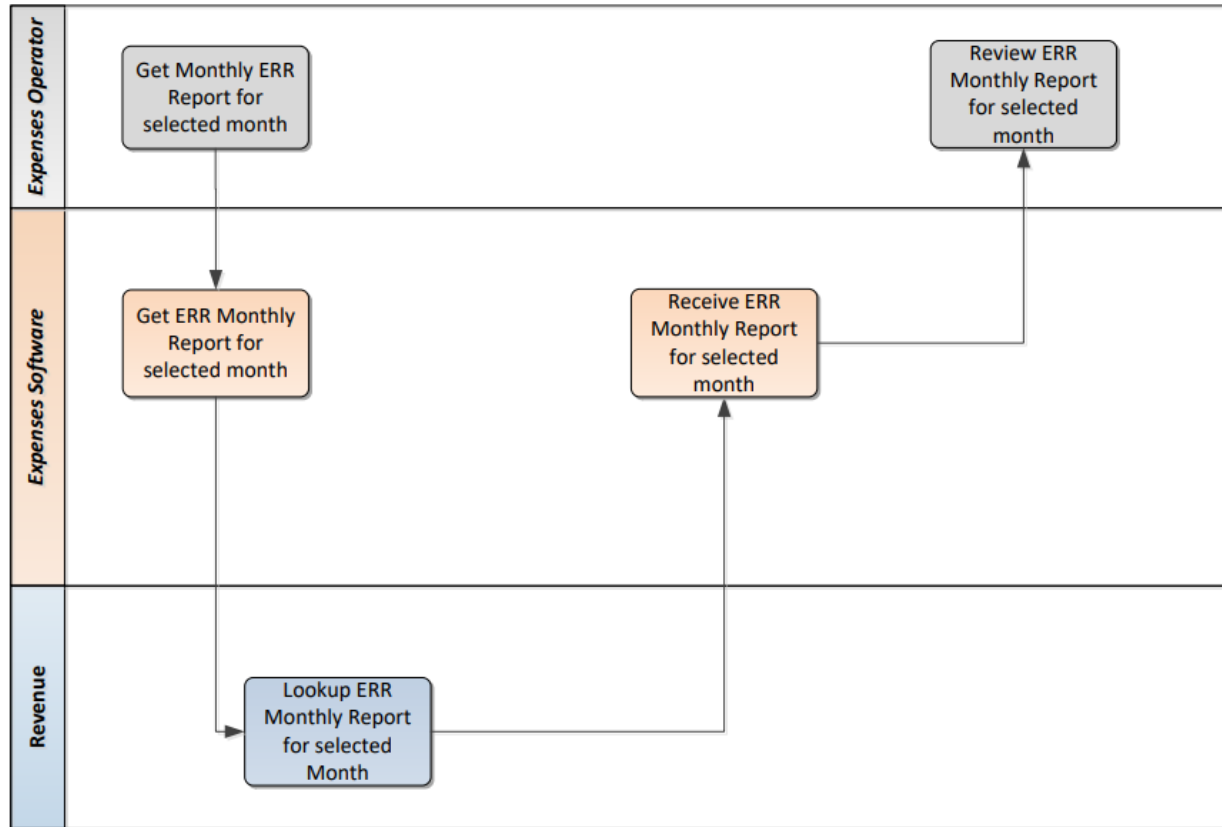 Expenses Operator
Get Monthly ERR
Report for
selected month
Review ERR
Monthly Report
for selected
month
Expenses Software
Get ERR Monthly
Report for
selected month
Receive ERR
Monthly Report
for selected
month
Revenue
Lookup ERR
Monthly Report
for selected
Month